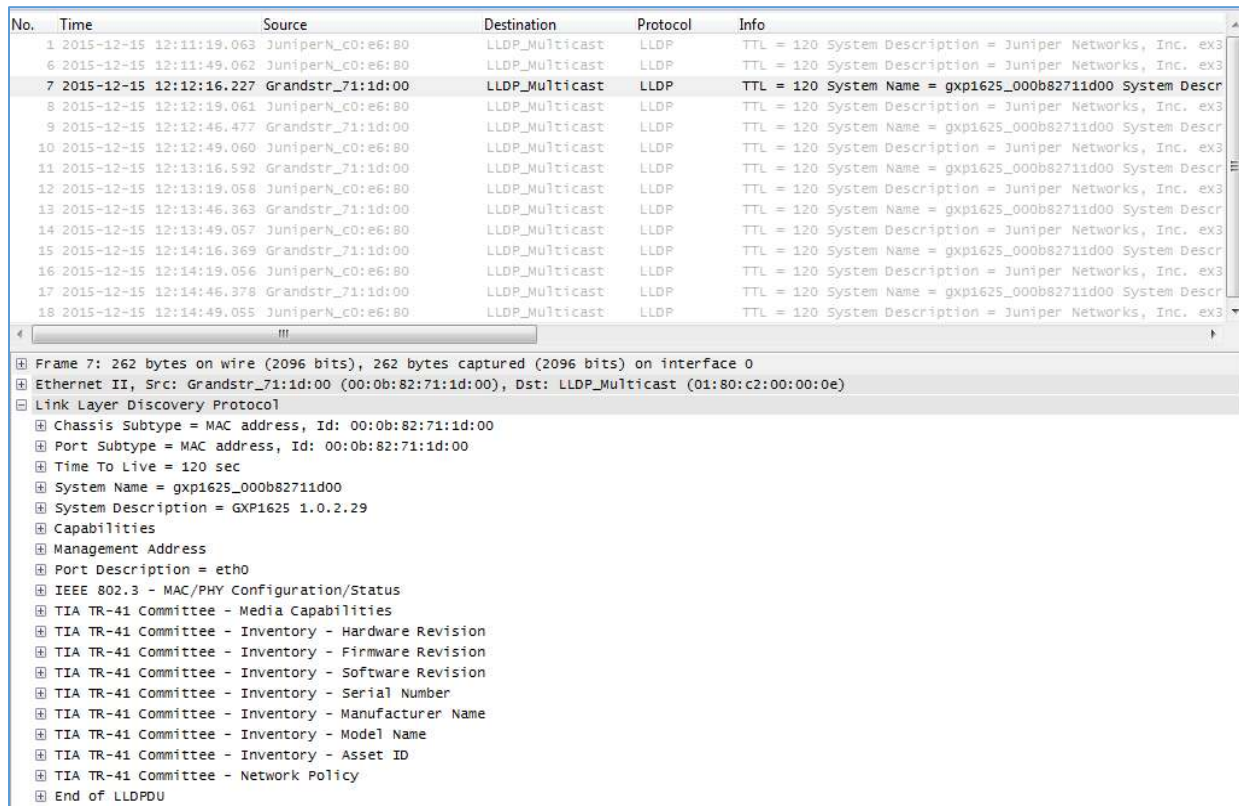 No. Time Source Destination Protocol Info
1 2015-12-15 12:11:19.063 JuniperN_c0:e6:80 LLDP_Multicast LLDP TTL = 120 System Description = Juniper Networks, Inc. ex3
6 2015-12-15 12:11:49.062 JuniperN_c0:e6:80 LLDP_Multicast LLDP TTL = 120 System Description = Juniper Networks, Inc. ex3
7 2015-12-15 12:12:16.227 Grandstr_71:1d:00 LLDP_Multicast LLDP TTL = 120 System Name = gxp1625_000b82711d00 System Descr
8 2015-12-15 12:12:19.061 JuniperN_c0:e6:80 LLDP_Multicast LLDP TTL = 120 System Description = Juniper Networks, Inc. ex3
9 2015-12-15 12:12:46.477 Grandstr_71:1d:00 LLDP_Multicast LLDP TTL = 120 System Name = gxp1625_000b82711d00 System Descr
10 2015-12-15 12:12:49.060 JuniperN_c0:e6:80 LLDP_Multicast LLDP TTL = 120 System Description = Juniper Networks, Inc. ex3
11 2015-12-15 12:13:16.592 Grandstr_71:1d:00 LLDP_Multicast LLDP TTL = 120 System Name = gxp1625_000b82711d00 System Descr
12 2015-12-15 12:13:19.058 JuniperN_c0:e6:80 LLDP_Multicast LLDP TTL = 120 System Description = Juniper Networks, Inc. ex3
13 2015-12-15 12:13:46.363 Grandstr_71:1d:00 LLDP_Multicast LLDP TTL = 120 System Name = gxp1625_000b82711d00 System Descr
14 2015-12-15 12:13:49.057 JuniperN_c0:e6:80 LLDP_Multicast LLDP TTL = 120 System Description = Juniper Networks, Inc. ex3
15 2015-12-15 12:14:16.369 Grandstr_71:1d:00 LLDP_Multicast LLDP TTL = 120 System Name = gxp1625_000b82711d00 System Descr
16 2015-12-15 12:14:19.056 JuniperN_c0:e6:80 LLDP_Multicast LLDP TTL = 120 System Description = Juniper Networks, Inc. ex3
17 2015-12-15 12:14:46.378 Grandstr_71:1d:00 LLDP_Multicast LLDP TTL = 120 System Name = gxp1625_000b82711d00 System Descr
18 2015-12-15 12:14:49.055 JuniperN_c0:e6:80 LLDP_Multicast LLDP TTL = 120 System Description = Juniper Networks, Inc. ex3
Frame 7: 262 bytes on wire (2096 bits), 262 bytes captured (2096 bits) on interface 0
Ethernet II, Src: Grandstr_71:1d:00 (00:0b:82:71:1d:00), Dst: LLDP_Multicast (01:80:c2:00:00:0e)
Link Layer Discovery Protocol
Chassis Subtype = MAC address, Id: 00:0b:82:71:1d:00
Port Subtype = MAC address, Id: 00:0b:82:71:1d:00
Time To Live = 120 sec
System Name = gxp1625_000b82711d00
System Description = GXP1625 1.0.2.29
Capabilities
Management Address
Port Description = eth0
IEEE 802.3 - MAC/PHY Configuration/Status
TIA TR-41 Committee - Media Capabilities
TIA TR-41 Committee - Inventory - Hardware Revision
TIA TR-41 Committee - Inventory - Firmware Revision
TIA TR-41 Committee - Inventory - Software Revision
TIA TR-41 Committee - Inventory - Serial Number
TIA TR-41 Committee - Inventory - Manufacturer Name
TIA TR-41 Committee - Inventory - Model Name
TIA TR-41 Committee - Inventory - Asset ID
TIA TR-41 Committee - Network Policy
End of LLDPDU